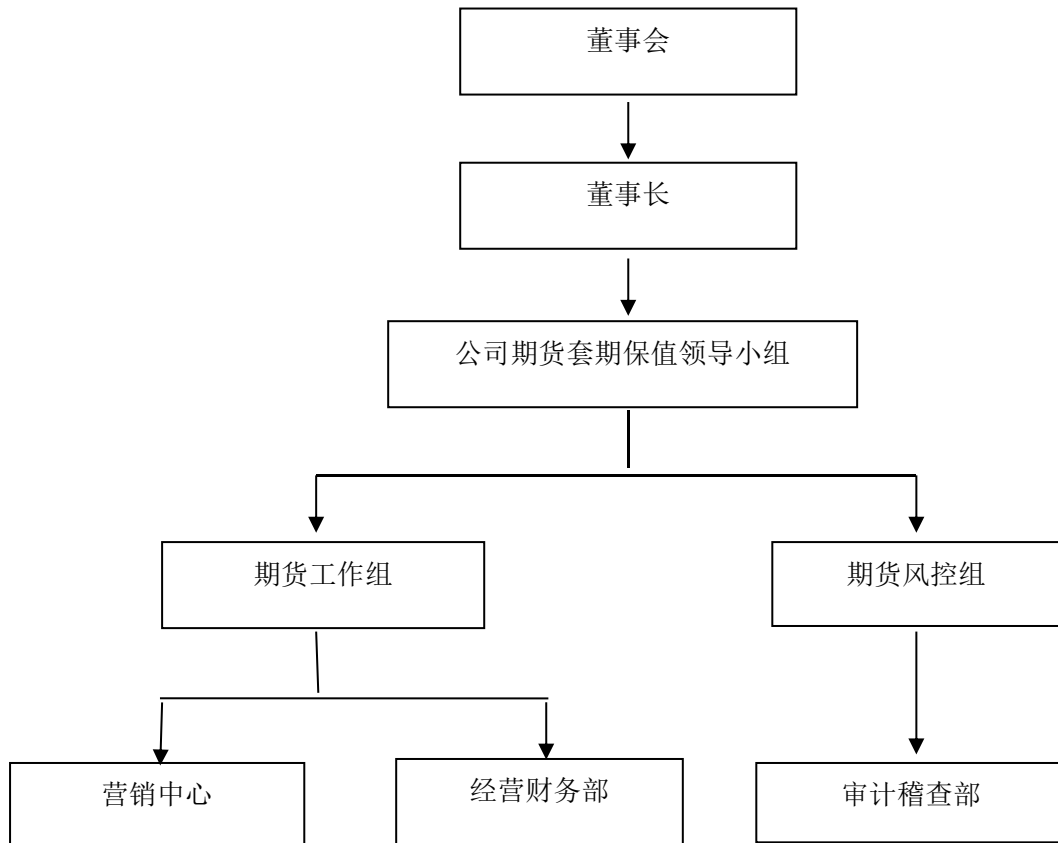 董事会
董事长
公司期货套期保值领导小组
期货工作组
期货风控组
营销中心
经营财务部
审计稽查部